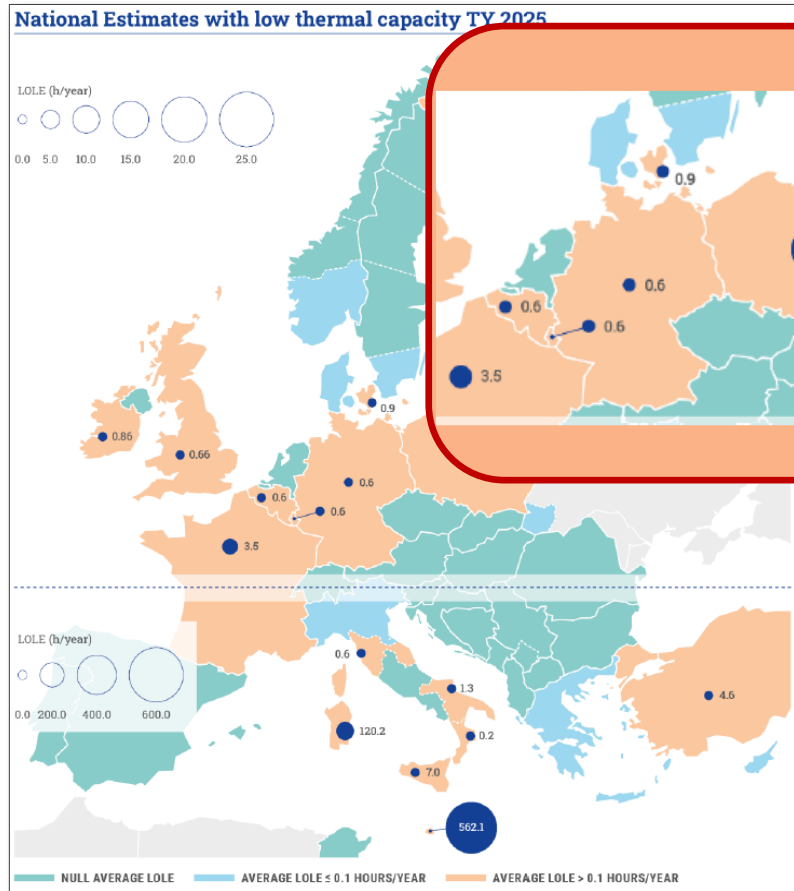 National Estimates with low thermal capacity TY 2025
LOLE (h/year)
0.0 5.0 10.0 15.0 20.0 25.0
0.9
0.6
0.6
0.6
3.5
0.9
0.86
0.66
0.6
0.6
0.6
3.5
LOLE (h/year)
0.0 200.0 400.0 600.0
0.6
1.3
4.6
120.2
0.2
7.0
562.1
NULL AVERAGE LOLE
AVERAGE LOLE ≤ 0.1 HOURS/YEAR
AVERAGE LOLE > 0.1 HOURS/YEAR